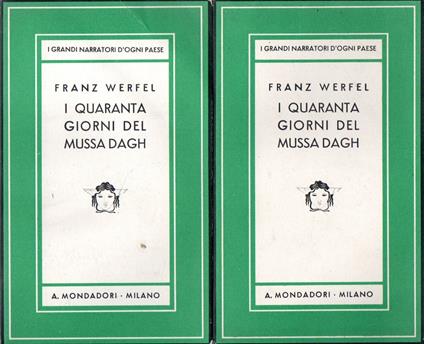 I GRANDI NARRATORI D'OGNI PAESE
FRANZ WERFEL
I QUARANTA
GIORNI DEL
MUSSA DAGH
A. MONDADORI · MILANO
I GRANDI NARRATORI D'OGNI PAESE
FRANZ WERFEL
I QUARANTA
GIORNI DEL
MUSSA DAGH
A. MONDADORI · MILANO